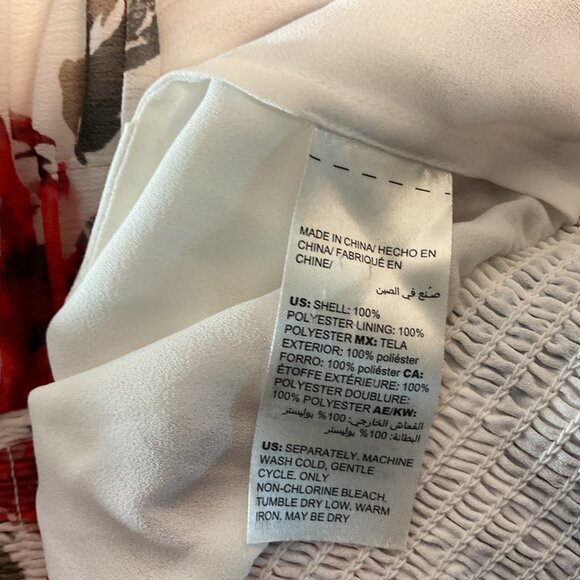 MADE IN CHINA/ HECHO EN
CHINA/ FABRIQUÉ EN
CHINE/
صنّع في الصين
US: SHELL: 100%
POLYESTER LINING: 100%
POLYESTER MX: TELA
EXTERIOR: 100% poliéster
FORRO: 100% poliéster CA:
ÉTOFFE EXTÉRIEURE: 100%
POLYESTER DOUBLURE:
100% POLYESTER AE/KW:
القماش الخارجي: 100% بوليستر
البطانة: 100% بوليستر
US: SEPARATELY. MACHINE
WASH COLD, GENTLE
CYCLE. ONLY
NON-CHLORINE BLEACH.
TUMBLE DRY LOW. WARM
IRON. MAY BE DRY